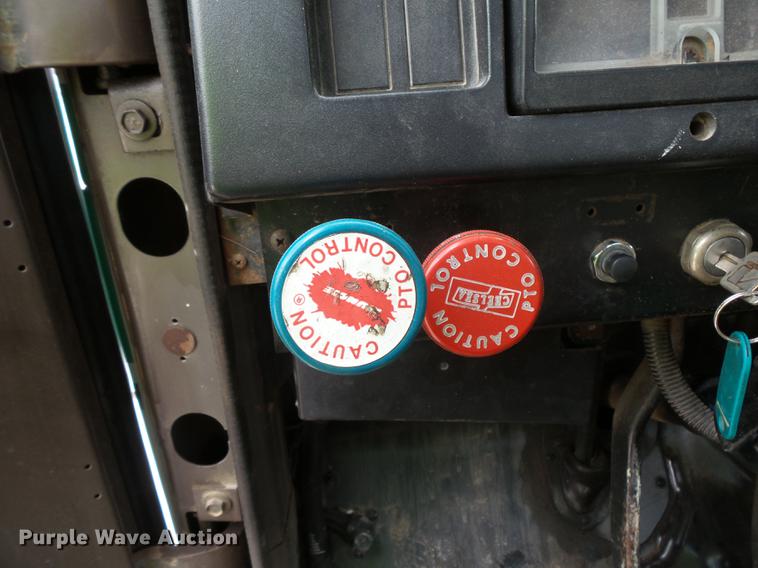 PTO CONTROL
CAUTION ®
PTO CONTROL
CHELSEA
CAUTION
Purple Wave Auction